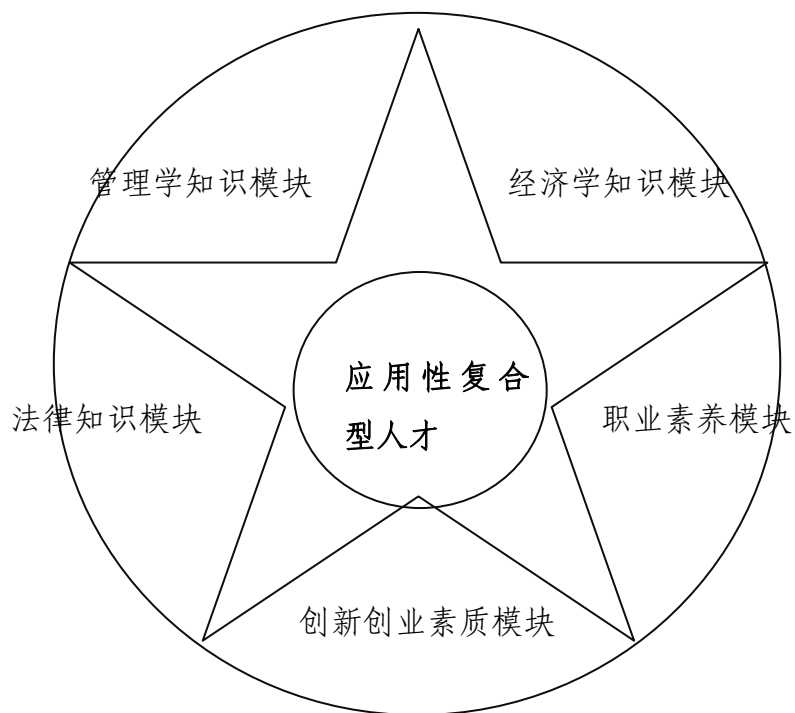 管理学知识模块
经济学知识模块
应用性复合
型人才
法律知识模块
职业素养模块
创新创业素质模块